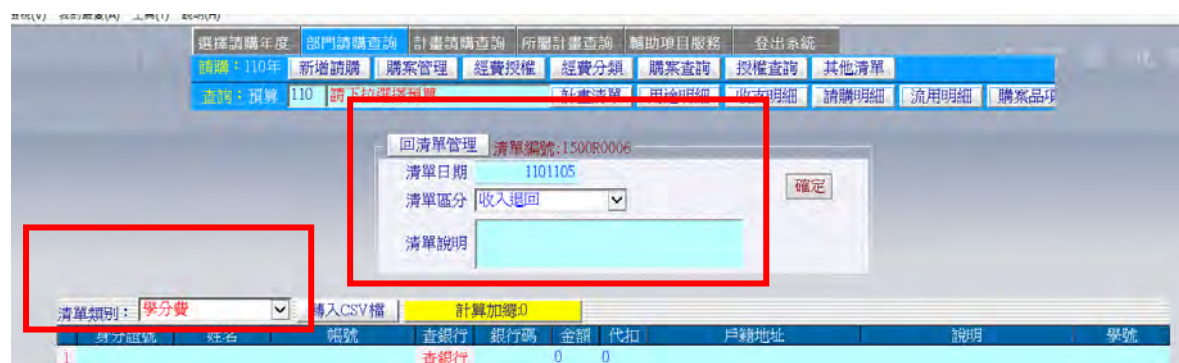 選擇請購年度 部門請購查詢 計畫請購查詢 所屬計畫查詢 輔助項目服務 登出系統
請購：110年 新增請購 購案管理 經費授權 經費分類 購案查詢 授權查詢 其他清單
查詢：預算 110 請下拉選擇預算 計畫清單 用途明細 收支明細 請購明細 流用明細 購案品項
回清單管理 清單編號:1500R0006
清單日期 1101105
清單區分 收入退回
確定
清單說明
清單類別： 學分費 轉入CSV檔 計算加總:0
身分證號 姓名 帳號 查銀行 銀行碼 金額 代扣 戶籍地址 說明 學號
1 查銀行 0 0